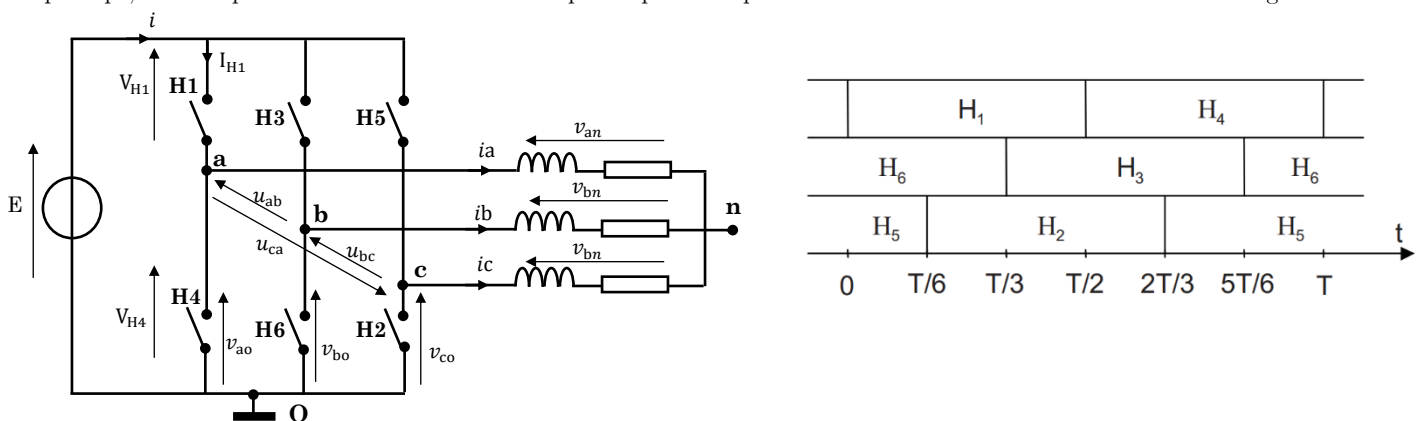 i
I_H1
V_H1
H1
H3
H5
a
ia
v_an
E
u_ab
b
ib
v_bn
n
u_ca
u_bc
c
ic
v_bn
H4
V_H4
H6
H2
v_ao
v_bo
v_co
O
H₁ H₄
H₆ H₃ H₆
H₅ H₂ H₅ t
0 T/6 T/3 T/2 2T/3 5T/6 T